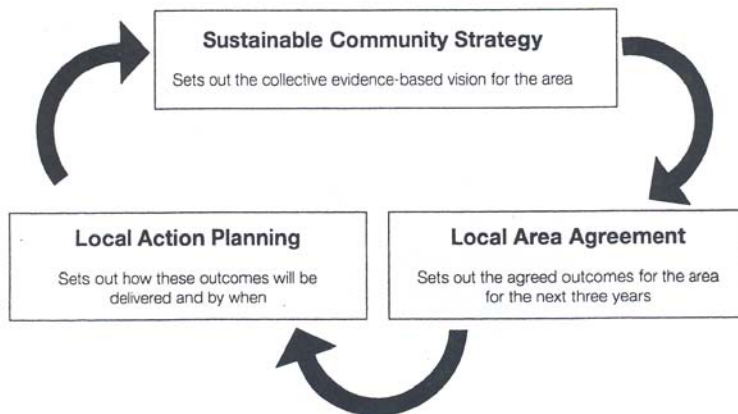 Sustainable Community Strategy
Sets out the collective evidence-based vision for the area
Local Action Planning
Sets out how these outcomes will be
delivered and by when
Local Area Agreement
Sets out the agreed outcomes for the area
for the next three years